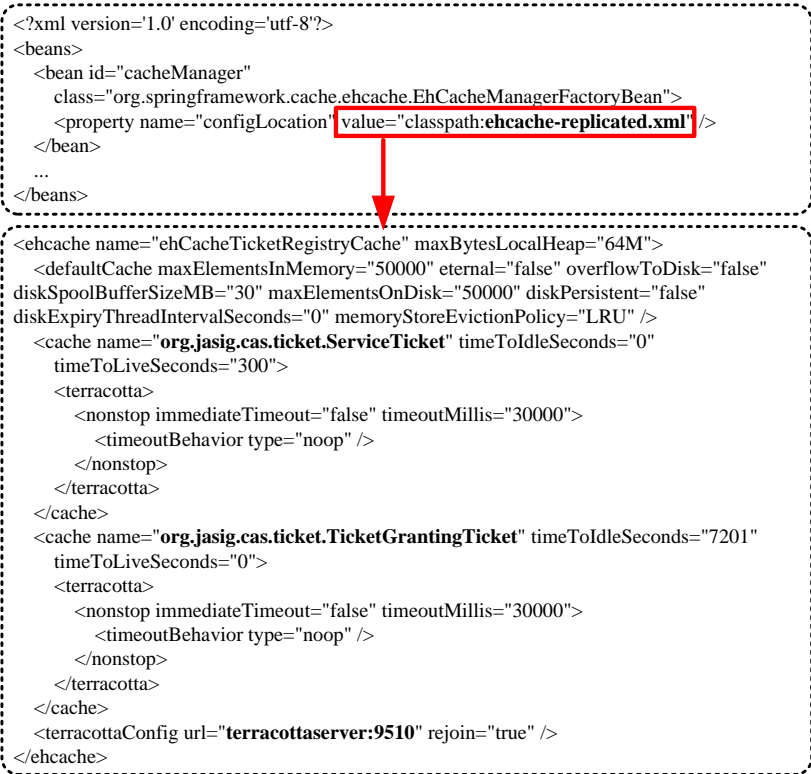 <?xml version='1.0' encoding='utf-8'?>
<beans>
<bean id="cacheManager"
class="org.springframework.cache.ehcache.EhCacheManagerFactoryBean">
<property name="configLocation" value="classpath:ehcache-replicated.xml" />
</bean>
...
</beans>
<ehcache name="ehCacheTicketRegistryCache" maxBytesLocalHeap="64M">
<defaultCache maxElementsInMemory="50000" eternal="false" overflowToDisk="false"
diskSpoolBufferSizeMB="30" maxElementsOnDisk="50000" diskPersistent="false"
diskExpiryThreadIntervalSeconds="0" memoryStoreEvictionPolicy="LRU" />
<cache name="org.jasig.cas.ticket.ServiceTicket" timeToIdleSeconds="0"
timeToLiveSeconds="300">
<terracotta>
<nonstop immediateTimeout="false" timeoutMillis="30000">
<timeoutBehavior type="noop" />
</nonstop>
</terracotta>
</cache>
<cache name="org.jasig.cas.ticket.TicketGrantingTicket" timeToIdleSeconds="7201"
timeToLiveSeconds="0">
<terracotta>
<nonstop immediateTimeout="false" timeoutMillis="30000">
<timeoutBehavior type="noop" />
</nonstop>
</terracotta>
</cache>
<terracottaConfig url="terracottaserver:9510" rejoin="true" />
</ehcache>